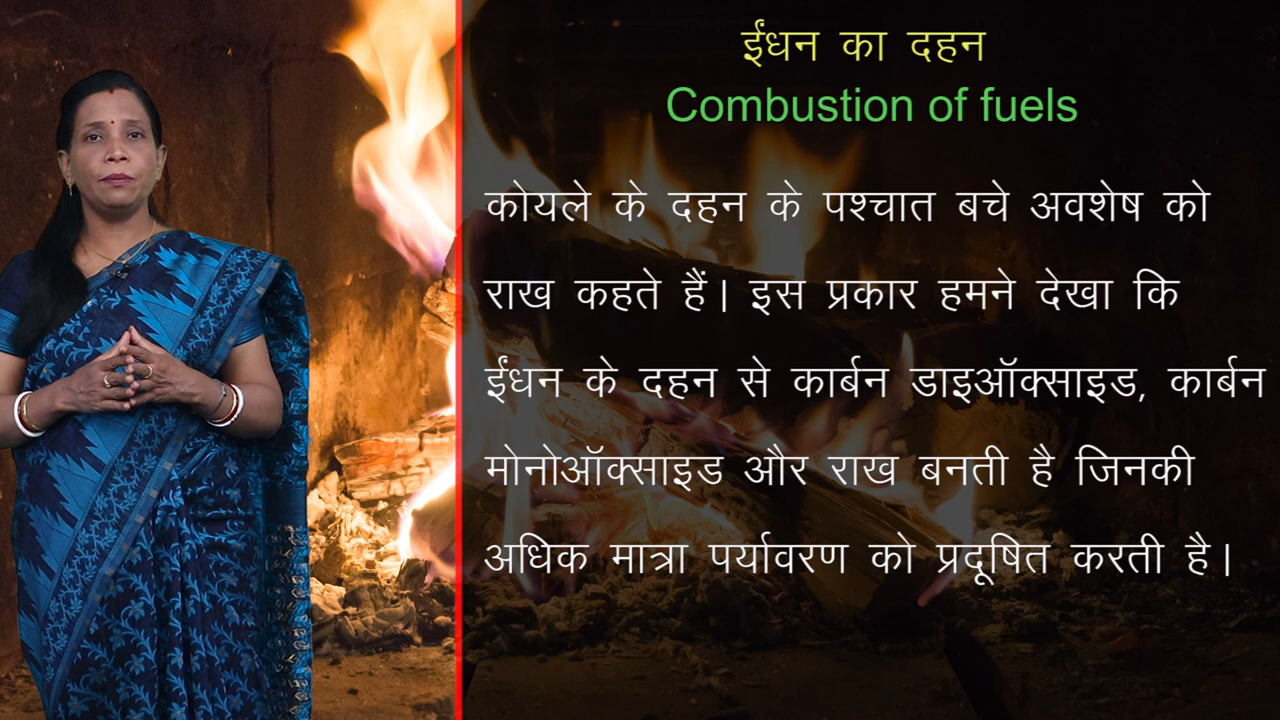 ईंधन का दहन
Combustion of fuels
कोयले के दहन के पश्चात बचे अवशेष को
राख कहते हैं। इस प्रकार हमने देखा कि
ईंधन के दहन से कार्बन डाइऑक्साइड, कार्बन
मोनोऑक्साइड और राख बनती है जिनकी
अधिक मात्रा पर्यावरण को प्रदूषित करती है।